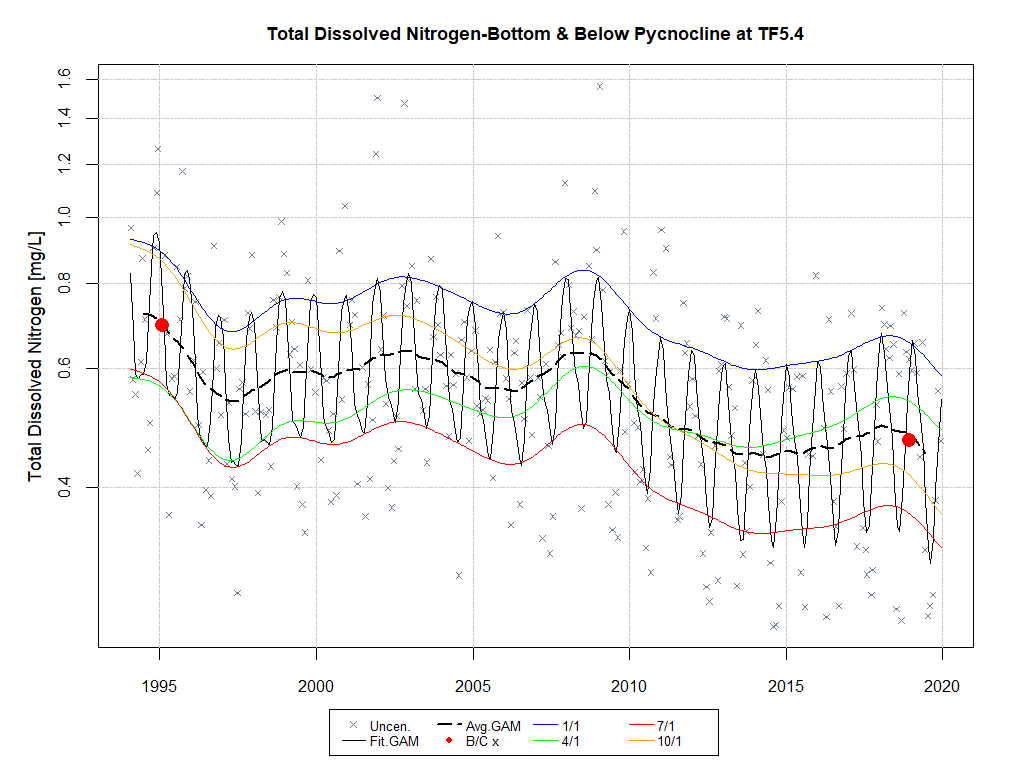 Total Dissolved Nitrogen-Bottom & Below Pycnocline at TF5.4
Total Dissolved Nitrogen [mg/L]
1.6
1.4
1.2
1.0
0.8
0.6
0.4
1995 2000 2005 2010 2015 2020
Uncen. Avg.GAM 1/1 7/1
Fit.GAM B/C x 4/1 10/1